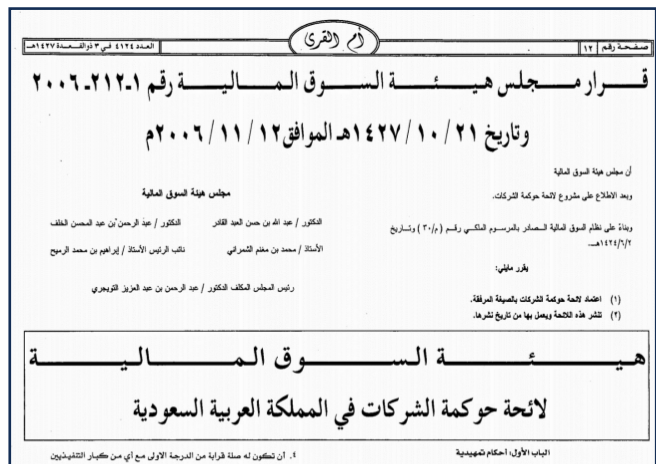 صفحة رقم ١٢
أم القرى
العدد ٤١٢٤ في ٣ ذو القعدة ١٤٢٧هـ
قرار مجلس هيئة السوق المالية رقم ١-٢١٢-٢٠٠٦
وتاريخ ٢١ / ١٠ / ١٤٢٧هـ الموافق ١٢ / ١١ / ٢٠٠٦م
أن مجلس هيئة السوق المالية
وبعد الاطلاع على مشروع لائحة حوكمة الشركات.
وبناءً على نظام السوق المالية الصادر بالمرسوم الملكي رقم (م/٣٠) وتاريخ
١٤٢٤/٦/٢هـ.
يقرر مايلي:
(١) اعتماد لائحة حوكمة الشركات بالصيغة المرفقة.
(٢) تنشر هذه اللائحة ويعمل بها من تاريخ نشرها.
مجلس هيئة السوق المالية
الدكتور / عبد الله بن حسن العبد القادر
الدكتور / عبد الرحمن بن عبد المحسن الخلف
الأستاذ / محمد بن مغنم الشمراني
نائب الرئيس الأستاذ / إبراهيم بن محمد الرميح
رئيس المجلس المكلف الدكتور / عبد الرحمن بن عبد العزيز التويجري
هيئة السوق المالية
لائحة حوكمة الشركات في المملكة العربية السعودية
الباب الأول: أحكام تمهيدية
٤. أن تكون له صلة قرابة من الدرجة الاولى مع أي من كبار التنفيذيين